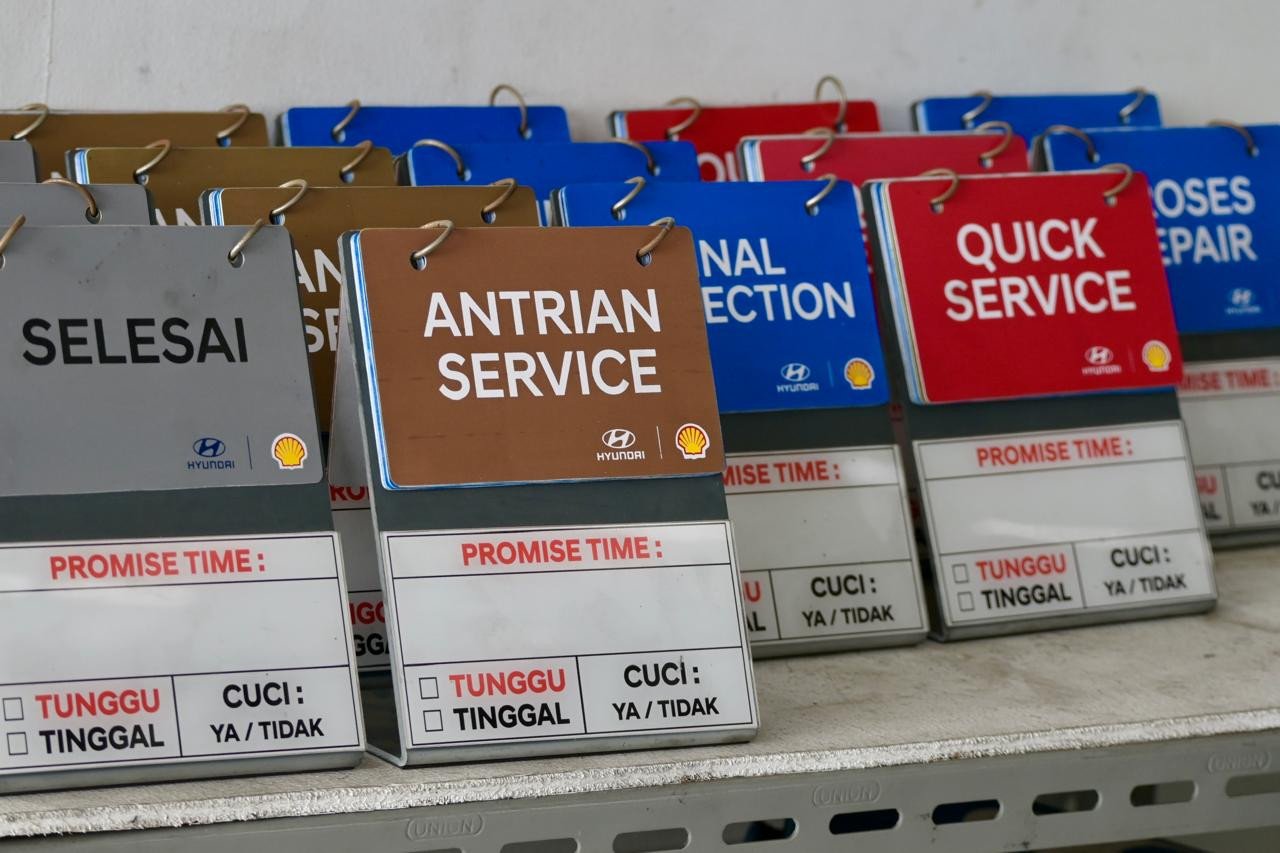 SELESAI
HYUNDAI
PROMISE TIME :
TUNGGU
TINGGAL
CUCI :
YA / TIDAK
ANTRIAN
SERVICE
HYUNDAI
PROMISE TIME :
TUNGGU
TINGGAL
CUCI :
YA / TIDAK
NAL
ECTION
HYUNDAI
MISE TIME :
CUCI :
YA / TIDAK
QUICK
SERVICE
HYUNDAI
PROMISE TIME :
TUNGGU
TINGGAL
CUCI :
YA / TIDAK
OSES
EPAIR
HYUNDAI
MISE TIME :
UNION
UNION
UNION